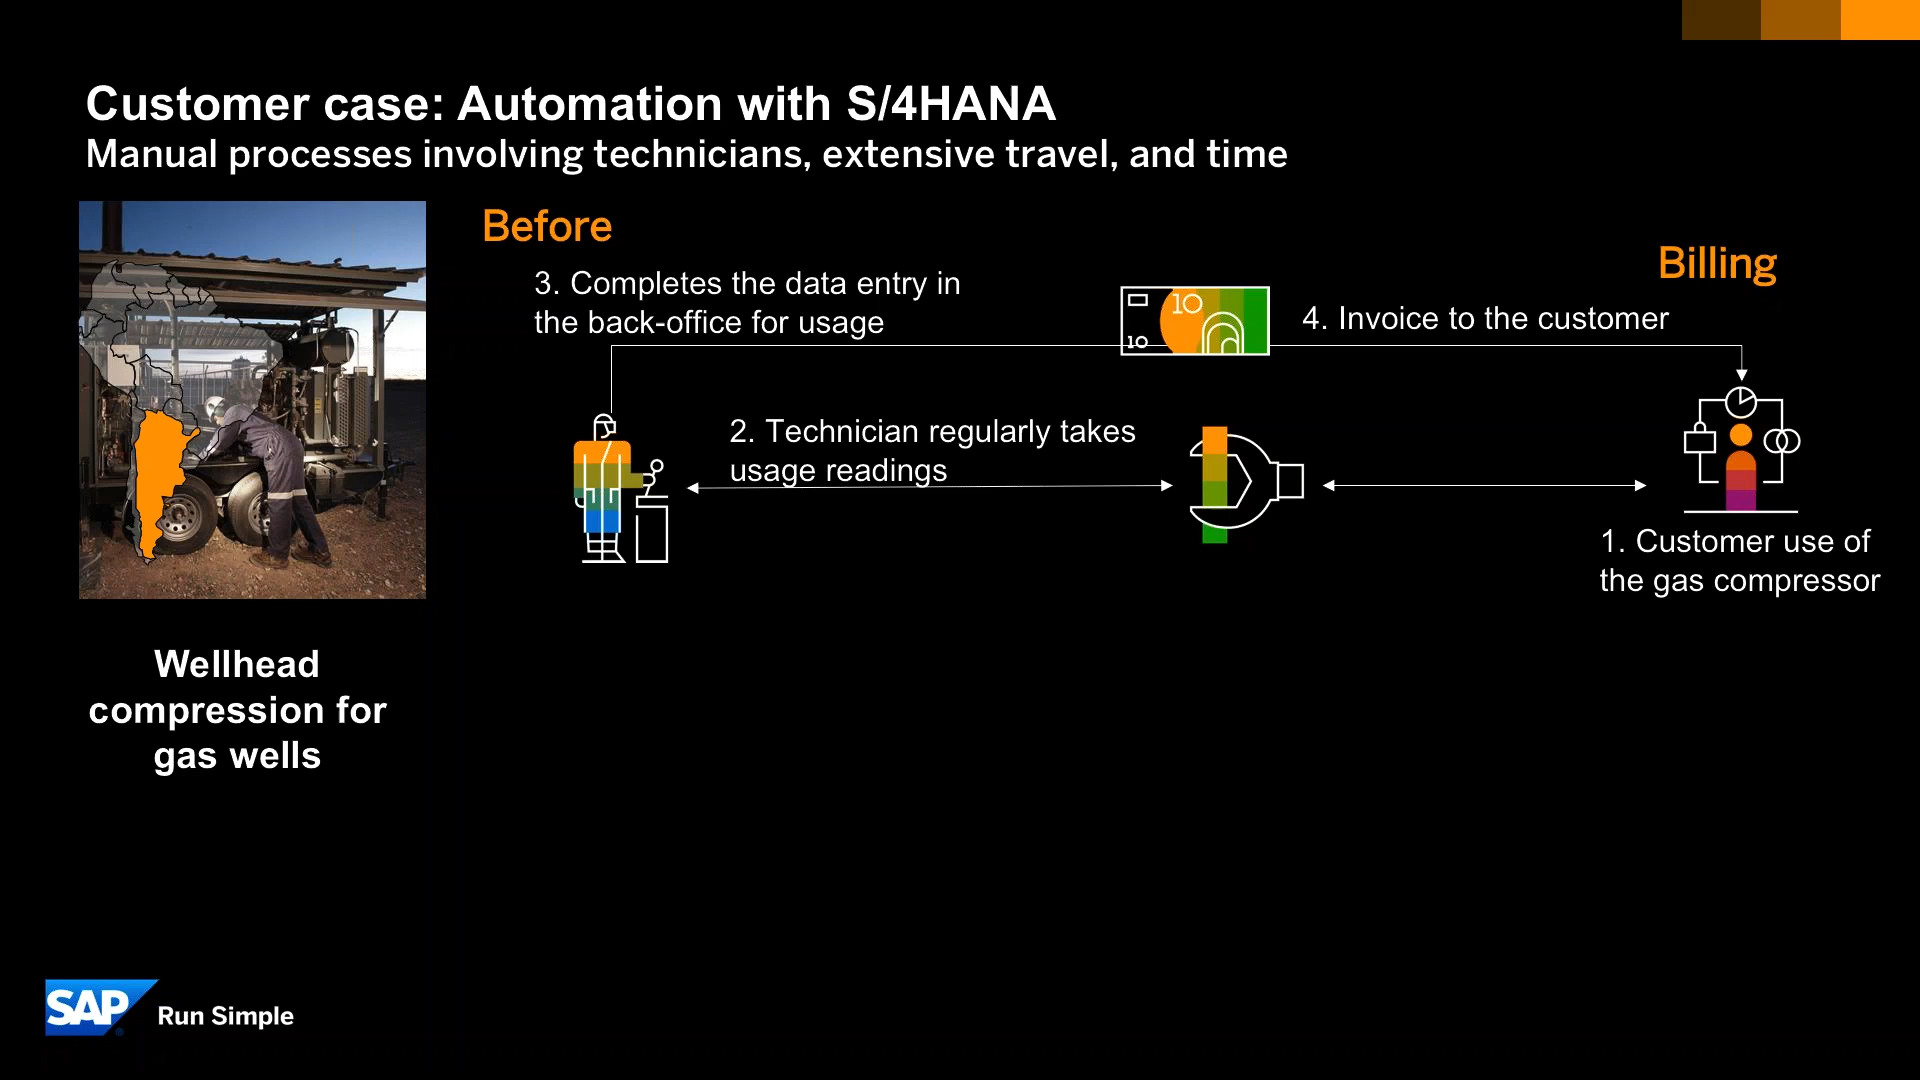 Customer case: Automation with S/4HANA
Manual processes involving technicians, extensive travel, and time
Before
Billing
3. Completes the data entry in
the back-office for usage
10
10
4. Invoice to the customer
2. Technician regularly takes
usage readings
1. Customer use of
the gas compressor
Wellhead
compression for
gas wells
SAP
Run Simple